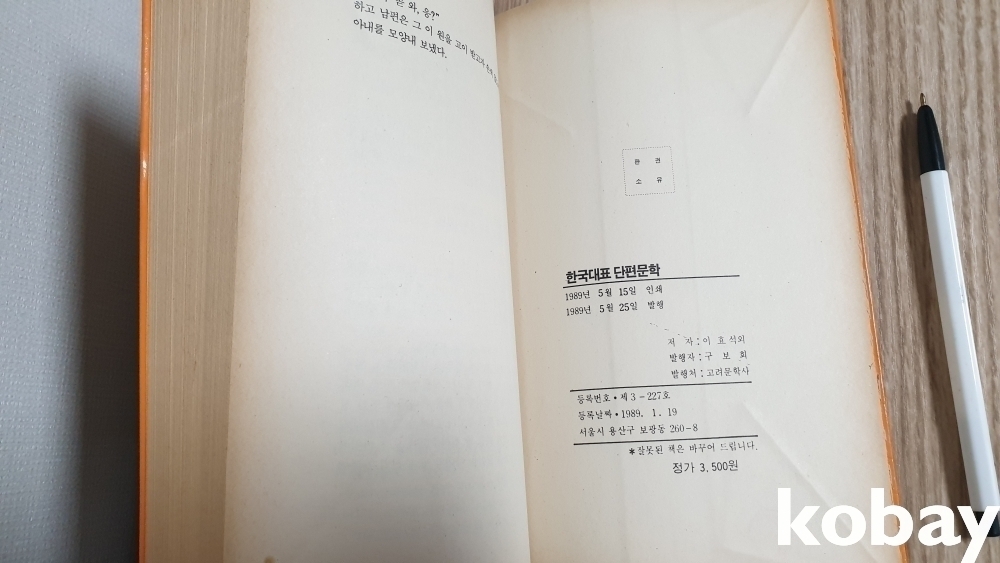 와, 응?"
하고 남편은 그 이 원을 고이 받고자
아내를 모양내 보냈다.
판 권
소 유
한국대표 단편문학
1989년 5월 15일 인쇄
1989년 5월 25일 발행
저 자 : 이 효 석외
발행자 : 구 보 회
발행처 : 고려문학사
등록번호 • 제 3 - 227호
등록날짜 • 1989. 1. 19
서울시 용산구 보광동 260-8
*잘못된 책은 바꾸어 드립니다.
정가 3, 500원
kobay